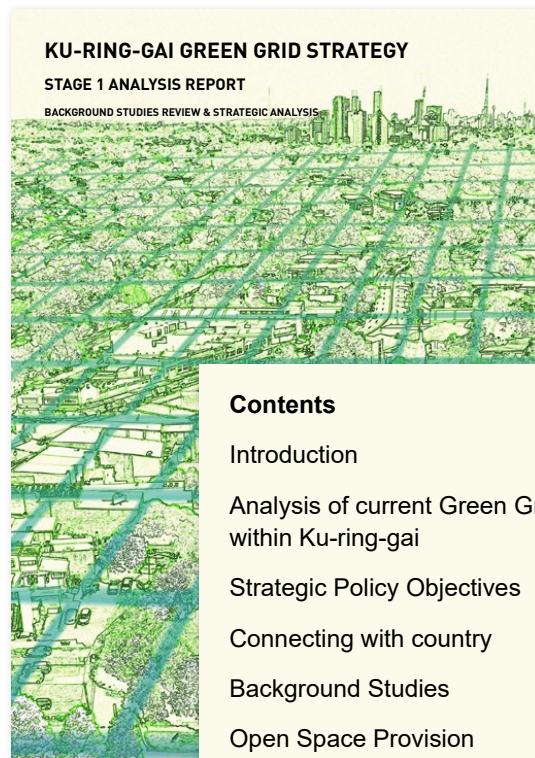 KU-RING-GAI GREEN GRID STRATEGY
STAGE 1 ANALYSIS REPORT
BACKGROUND STUDIES REVIEW & STRATEGIC ANALYSIS
Contents
Introduction
Analysis of current Green
within Ku-ring-gai
Strategic Policy Objectives
Connecting with country
Background Studies
Open Space Provision